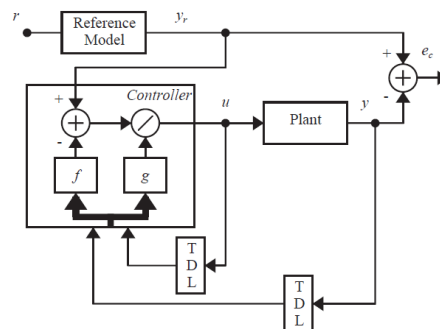 r
Reference
Model
y_r
+
-
e_c
Controller
+
-
f
g
u
Plant
y
T
D
L
T
D
L